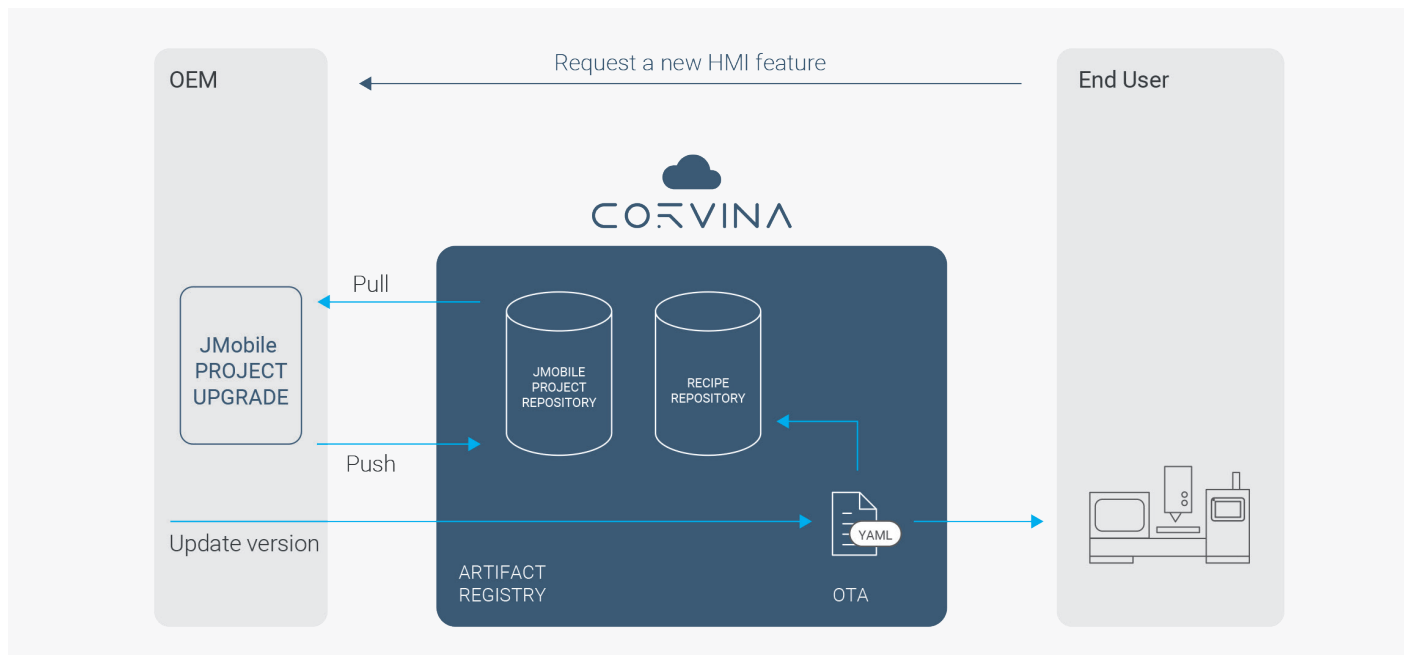 OEM
Request a new HMI feature
End User
CORVINA
Pull
JMobile
PROJECT
UPGRADE
JMOBILE
PROJECT
REPOSITORY
RECIPE
REPOSITORY
Push
Update version
YAML
ARTIFACT
REGISTRY
OTA